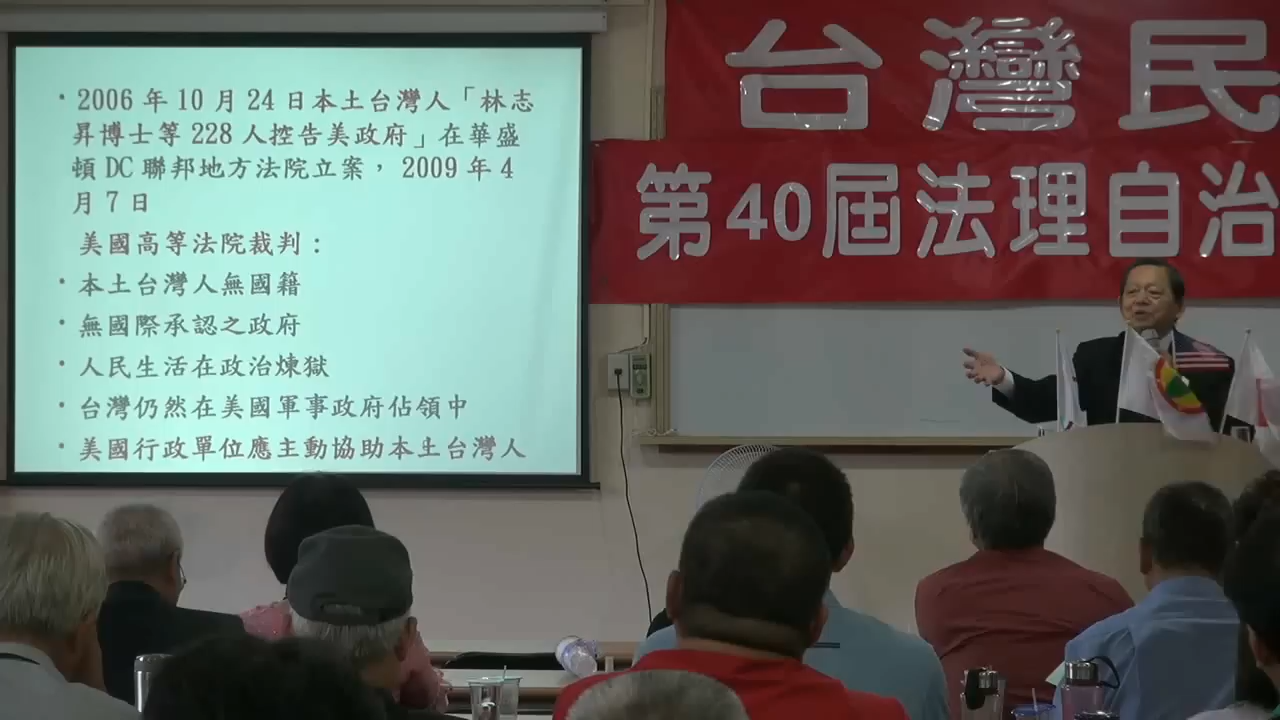 • 2006 年 10 月 24 日本土台灣人「林志
昇博士等 228 人控告美政府」在華盛
頓 DC 聯邦地方法院立案， 2009 年 4
月 7 日
美國高等法院裁判：
• 本土台灣人無國籍
• 無國際承認之政府
• 人民生活在政治煉獄
• 台灣仍然在美國軍事政府佔領中
• 美國行政單位應主動協助本土台灣人
台灣民
第40屆法理自治